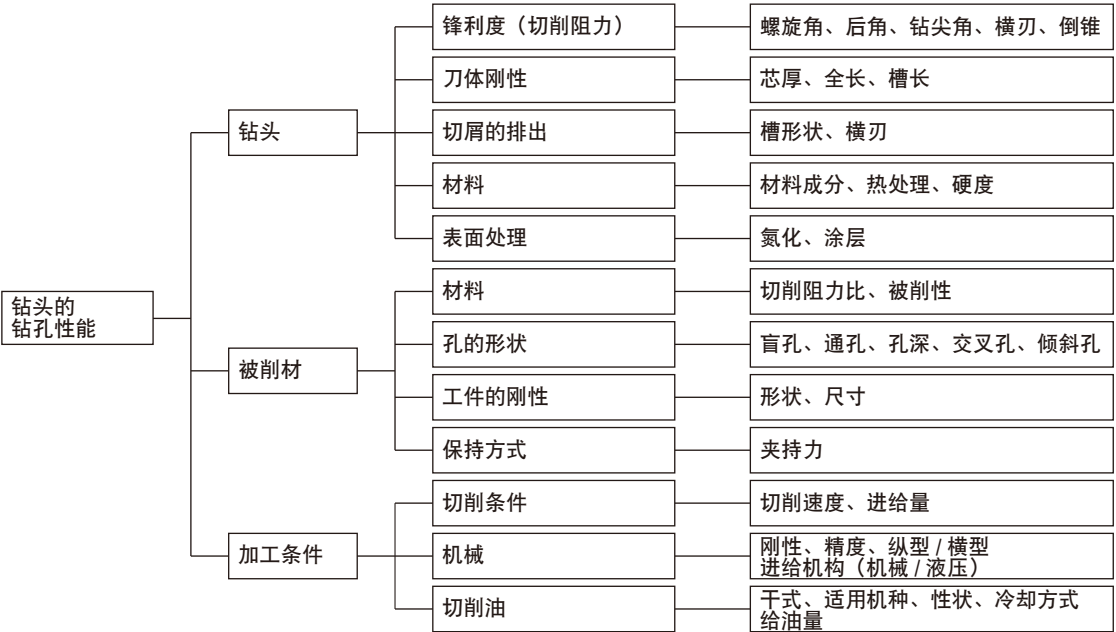 钻头的
钻孔性能
钻头
锋利度（切削阻力）
螺旋角、后角、钻尖角、横刃、倒锥
刀体刚性
芯厚、全长、槽长
切屑的排出
槽形状、横刃
材料
材料成分、热处理、硬度
表面处理
氮化、涂层
被削材
材料
切削阻力比、被削性
孔的形状
盲孔、通孔、孔深、交叉孔、倾斜孔
工件的刚性
形状、尺寸
保持方式
夹持力
加工条件
切削条件
切削速度、进给量
机械
刚性、精度、纵型 / 横型
进给机构（机械 / 液压）
切削油
干式、适用机种、性状、冷却方式
给油量